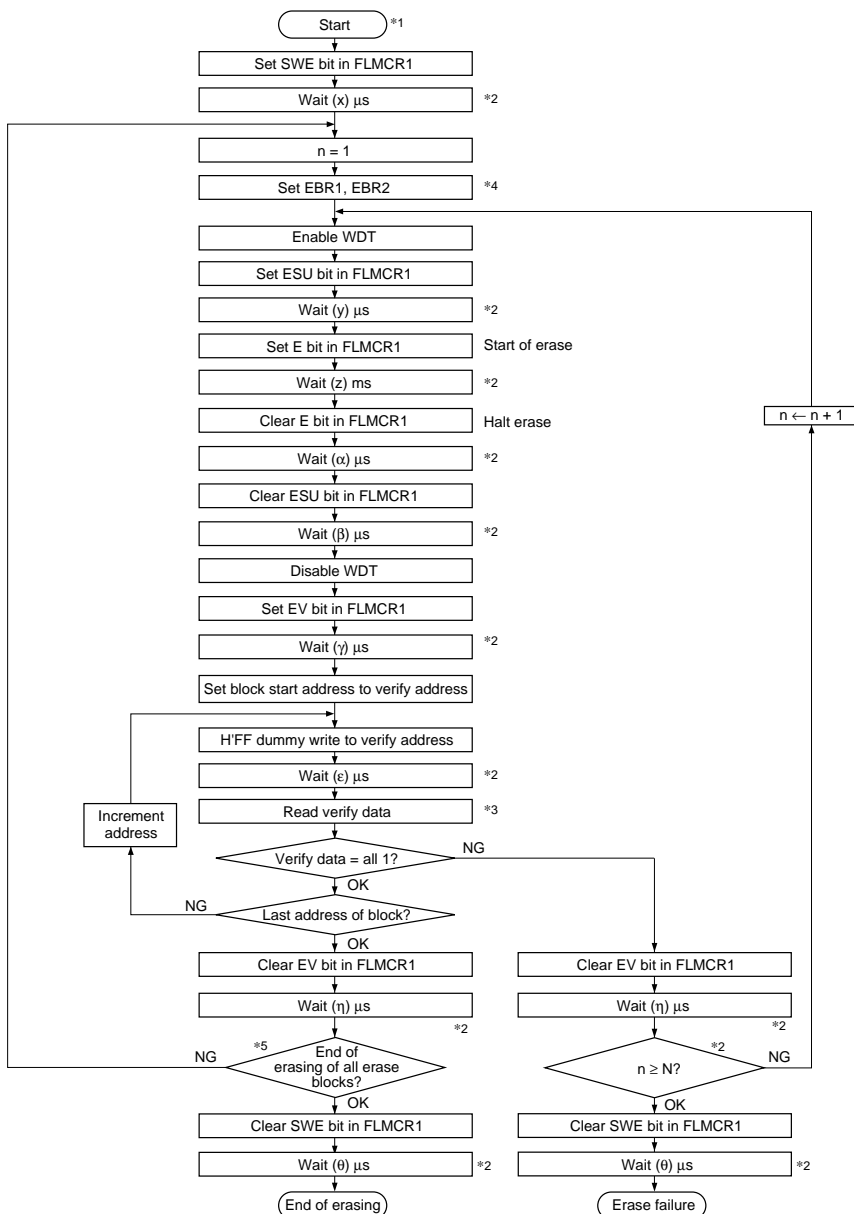 Start *1
Set SWE bit in FLMCR1
Wait (x) μs *2
n = 1
Set EBR1, EBR2 *4
Enable WDT
Set ESU bit in FLMCR1
Wait (y) μs *2
Set E bit in FLMCR1 Start of erase
Wait (z) ms *2
n ← n + 1
Clear E bit in FLMCR1 Halt erase
Wait (α) μs *2
Clear ESU bit in FLMCR1
Wait (β) μs *2
Disable WDT
Set EV bit in FLMCR1
Wait (γ) μs *2
Set block start address to verify address
H'FF dummy write to verify address
Wait (ε) μs *2
Increment
address
Read verify data *3
Verify data = all 1? NG
OK
NG Last address of block?
OK
Clear EV bit in FLMCR1 Clear EV bit in FLMCR1
Wait (η) μs Wait (η) μs
*2 *2
NG *5 End of
erasing of all erase
blocks?
*2 n ≥ N? NG
OK OK
Clear SWE bit in FLMCR1 Clear SWE bit in FLMCR1
Wait (θ) μs *2 Wait (θ) μs *2
End of erasing Erase failure